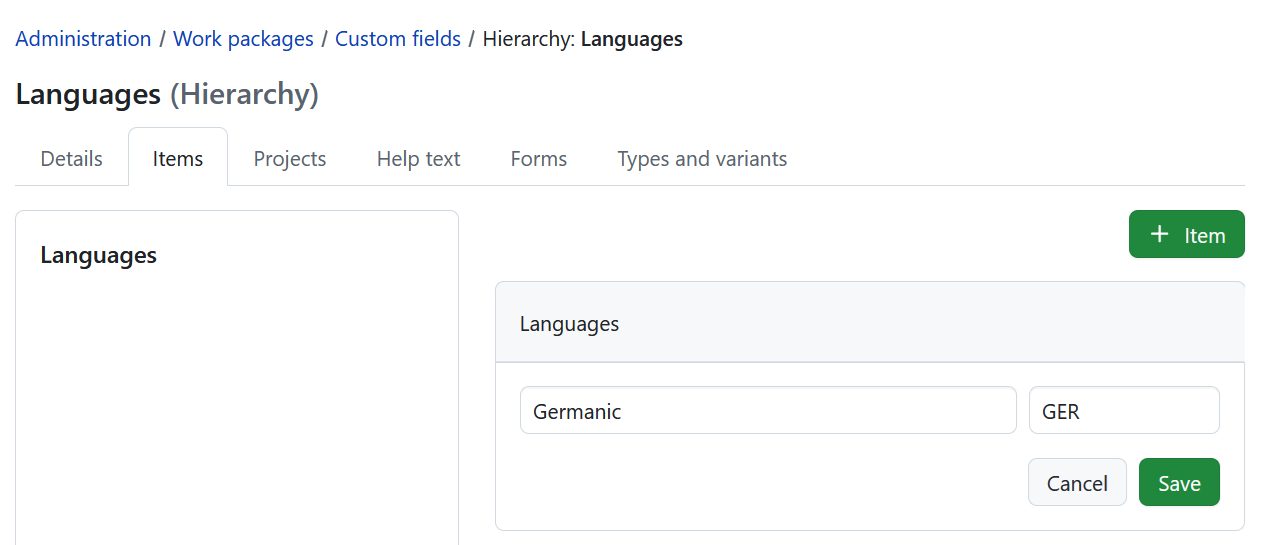 Administration / Work packages / Custom fields / Hierarchy: Languages
Languages (Hierarchy)
Details Items Projects Help text Forms Types and variants
Languages
+ Item
Languages
Germanic GER
Cancel Save